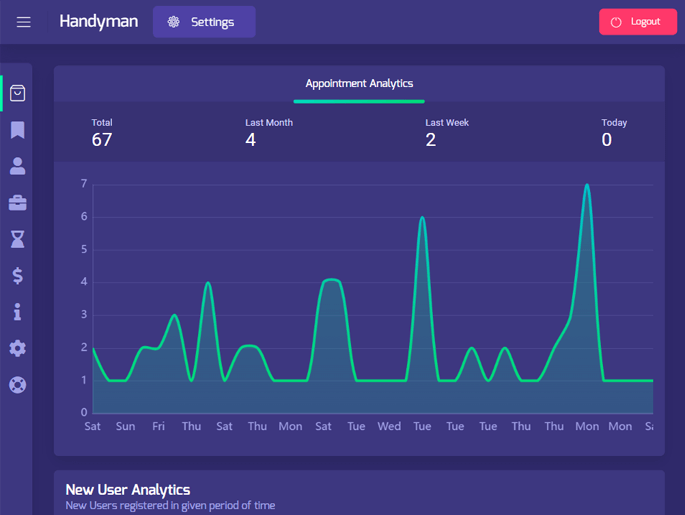 Handyman
Settings
Logout
Appointment Analytics
Total
67
Last Month
4
Last Week
2
Today
0
7
6
5
4
3
2
1
0
Sat Sun Fri Thu Sat Thu Mon Sat Tue Wed Tue Tue Tue Thu Thu Mon Mon
New User Analytics
New Users registered in given period of time